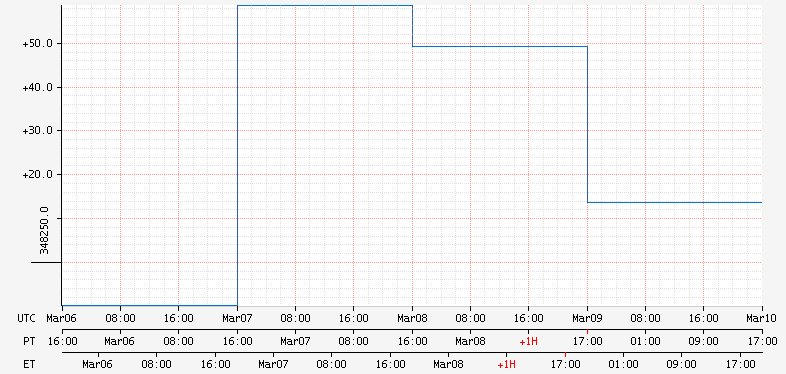 +50.0
+40.0
+30.0
+20.0
348250.0
UTC Mar06 08:00 16:00 Mar07 08:00 16:00 Mar08 08:00 16:00 Mar09 08:00 16:00 Mar10
PT 16:00 Mar06 08:00 16:00 Mar07 08:00 16:00 Mar08 +1H 17:00 01:00 09:00 17:00
ET Mar06 08:00 16:00 Mar07 08:00 16:00 Mar08 +1H 17:00 01:00 09:00 17:00